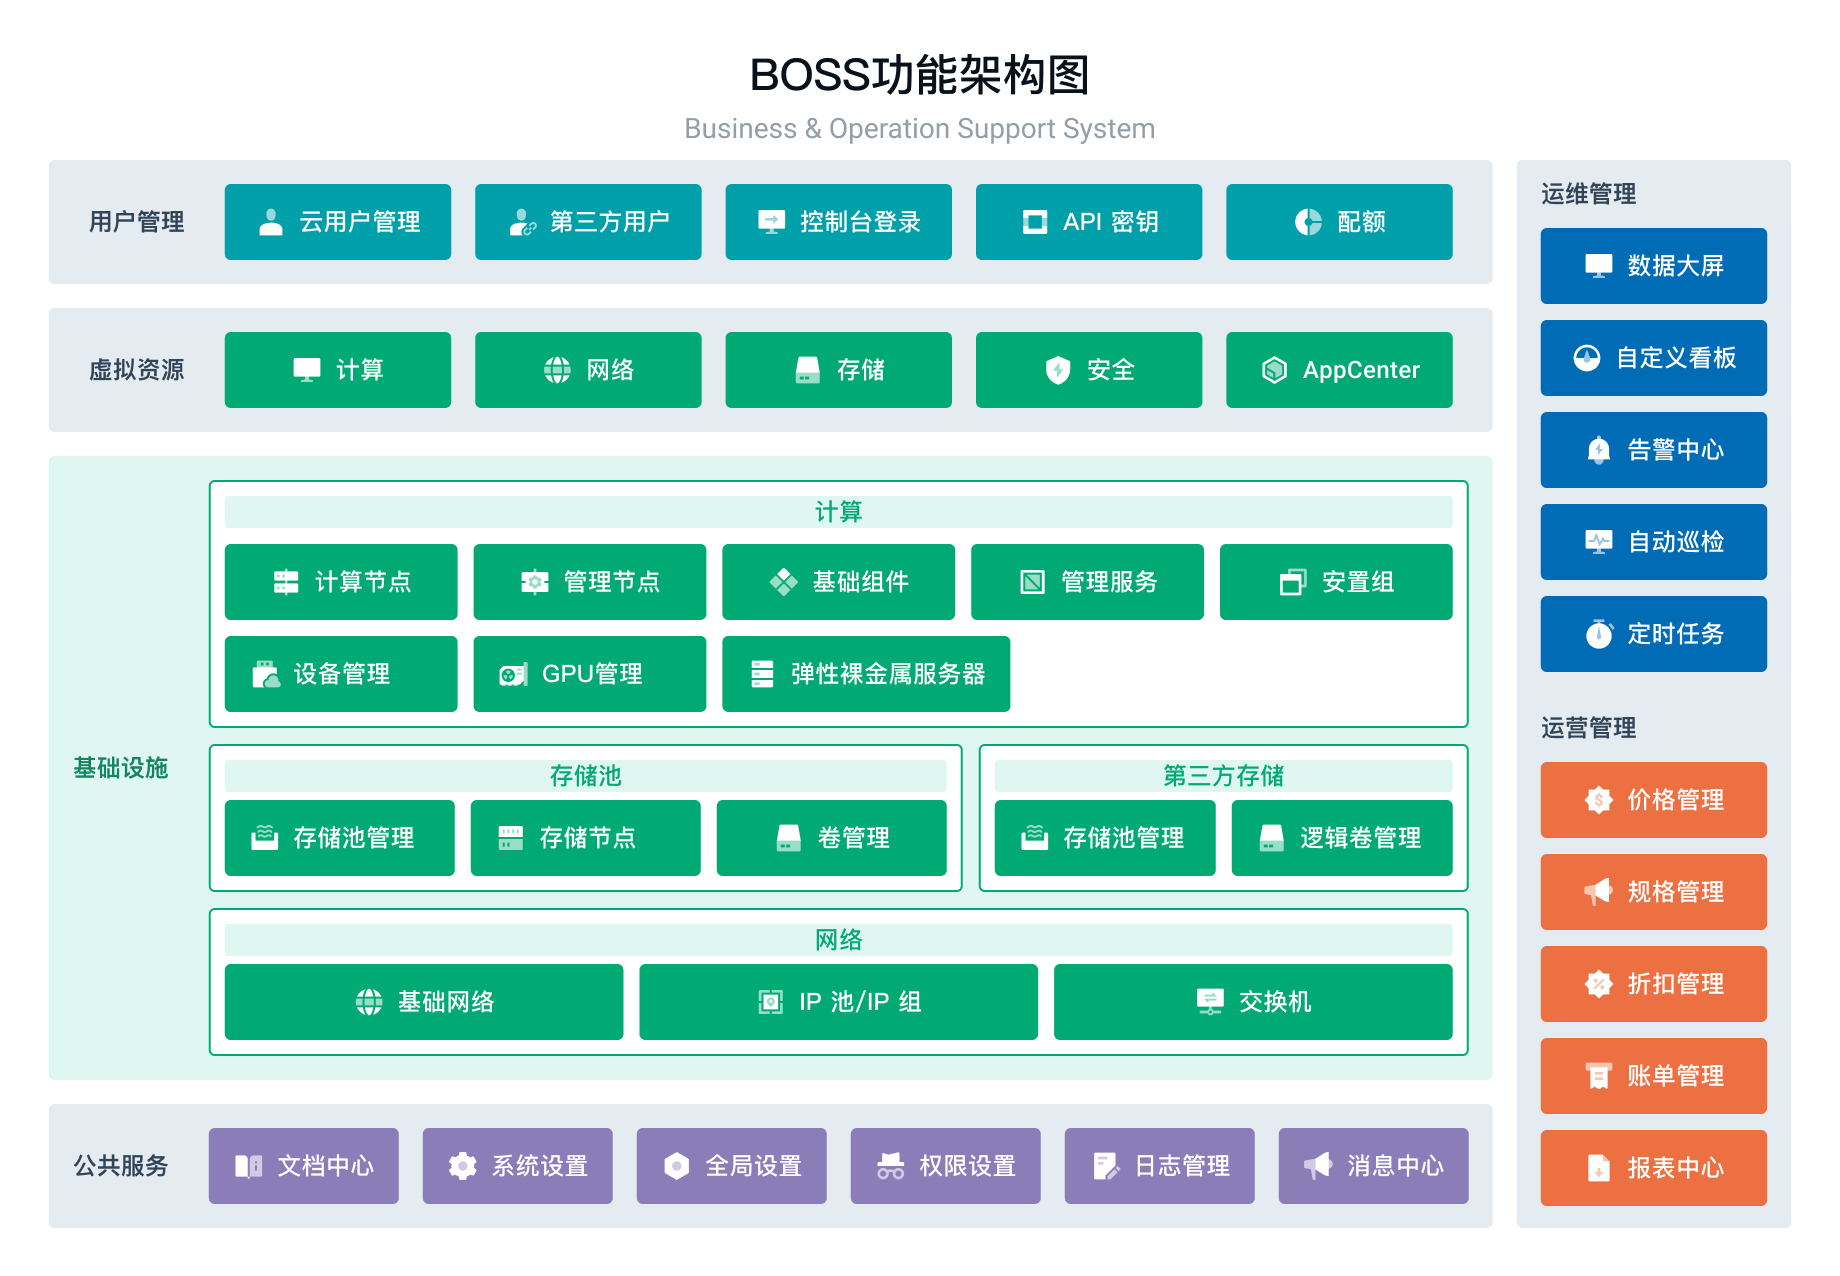 BOSS功能架构图
Business & Operation Support System
用户管理
云用户管理
第三方用户
控制台登录
API 密钥
配额
虚拟资源
计算
网络
存储
安全
AppCenter
基础设施
计算
计算节点
管理节点
基础组件
管理服务
安置组
设备管理
GPU管理
弹性裸金属服务器
存储池
存储池管理
存储节点
卷管理
第三方存储
存储池管理
逻辑卷管理
网络
基础网络
IP 池/IP 组
交换机
公共服务
文档中心
系统设置
全局设置
权限设置
日志管理
消息中心
运维管理
数据大屏
自定义看板
告警中心
自动巡检
定时任务
运营管理
价格管理
规格管理
折扣管理
账单管理
报表中心